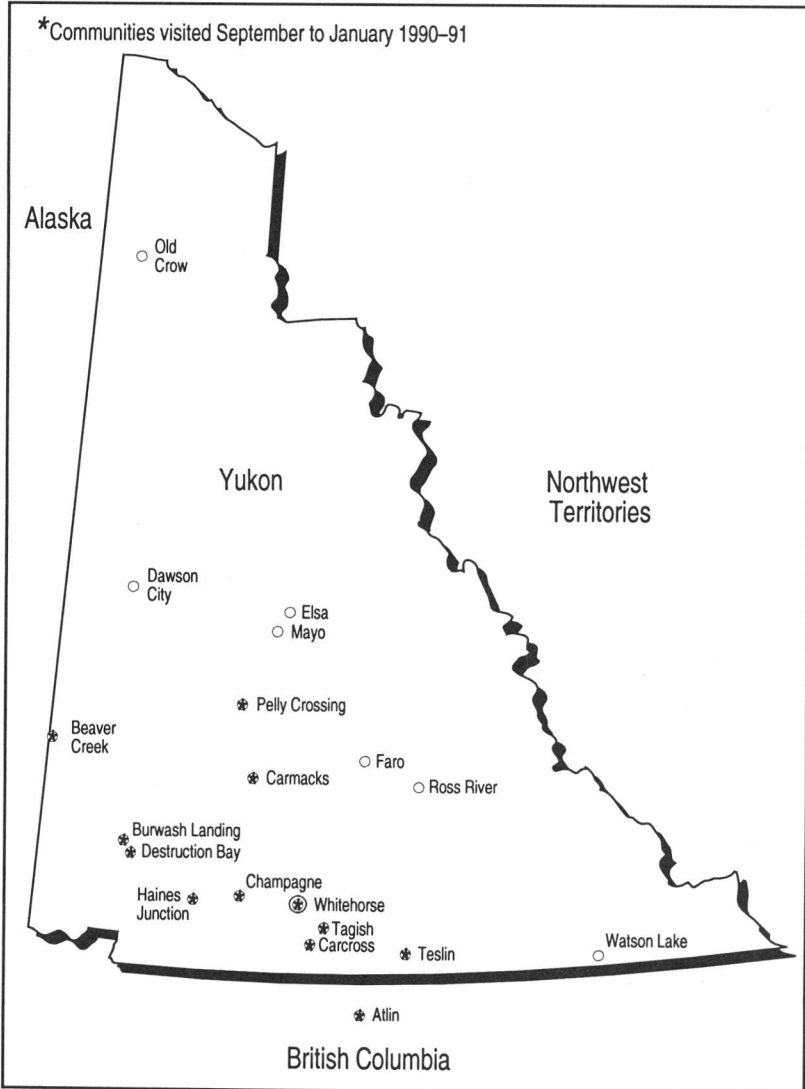 *Communities visited September to January 1990–91
Alaska
Old
Crow
Yukon
Northwest
Territories
Dawson
City
Elsa
Mayo
Pelly Crossing
Beaver
Creek
Faro
Carmacks
Ross River
Burwash Landing
Destruction Bay
Champagne
Haines
Junction
Whitehorse
Tagish
Carcross
Teslin
Watson Lake
Atlin
British Columbia